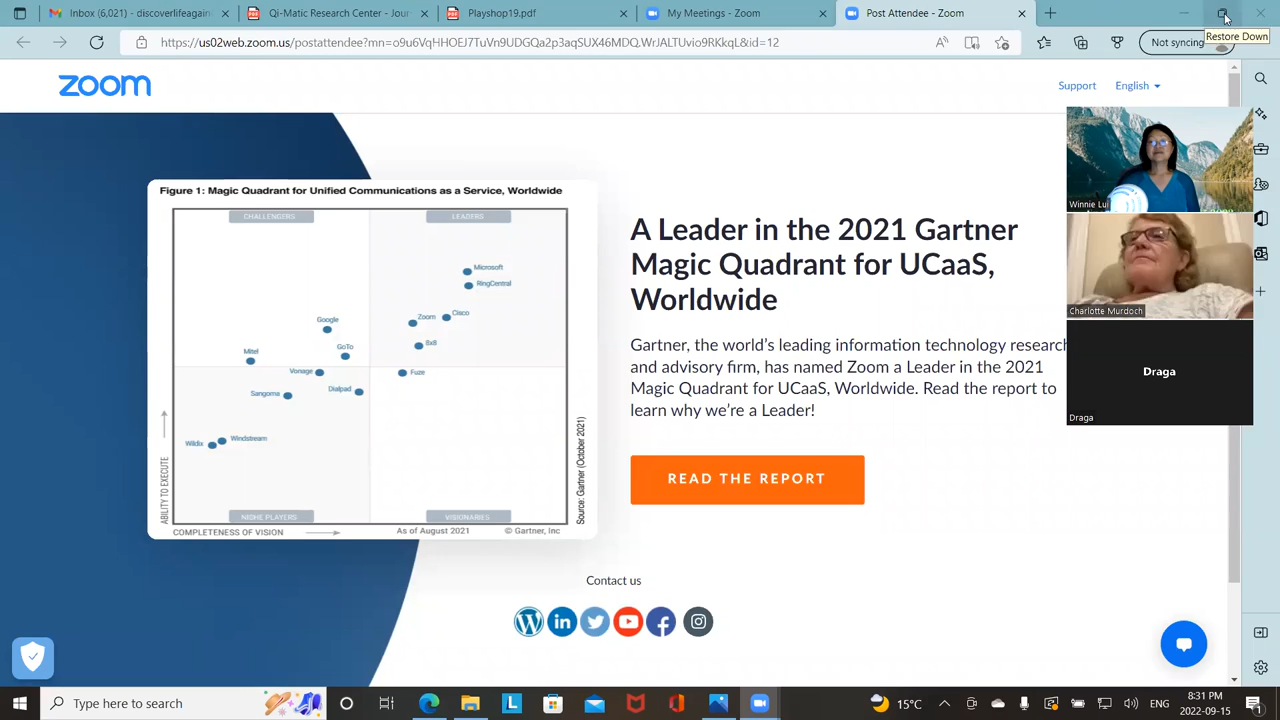 Inbox (6,011) - discoverlifeagain
Qi-Matic Research Center - Jour
Playshop19.pdf
My Meetings - Zoom
Post Attendee - Zoom
https://us02web.zoom.us/postattendee?mn=o9u6VqHHOEJ7TuVn9UDGQa2p3aqSUX46MDQ.WrJALTUvio9RKkqL&id=12
Not syncing
Restore Down
zoom
Support
English
Figure 1: Magic Quadrant for Unified Communications as a Service, Worldwide
CHALLENGERS
LEADERS
Microsoft
RingCentral
Google
Zoom
Cisco
Mitel
GoTo
8x8
Vonage
Fuze
Sangoma
Dialpad
Wildix
Windstream
ABILITY TO EXECUTE
Source: Gartner (October 2021)
NICHE PLAYERS
VISIONARIES
COMPLETENESS OF VISION
As of August 2021
© Gartner, Inc
A Leader in the 2021 Gartner
Magic Quadrant for UCaaS,
Worldwide
Gartner, the world's leading information technology research
and advisory firm, has named Zoom a Leader in the 2021
Magic Quadrant for UCaaS, Worldwide. Read the report to
learn why we're a Leader!
READ THE REPORT
Winnie Lui
Charlotte Murdoch
Draga
Draga
Contact us
Type here to search
15°C
ENG
8:31 PM
2022-09-15